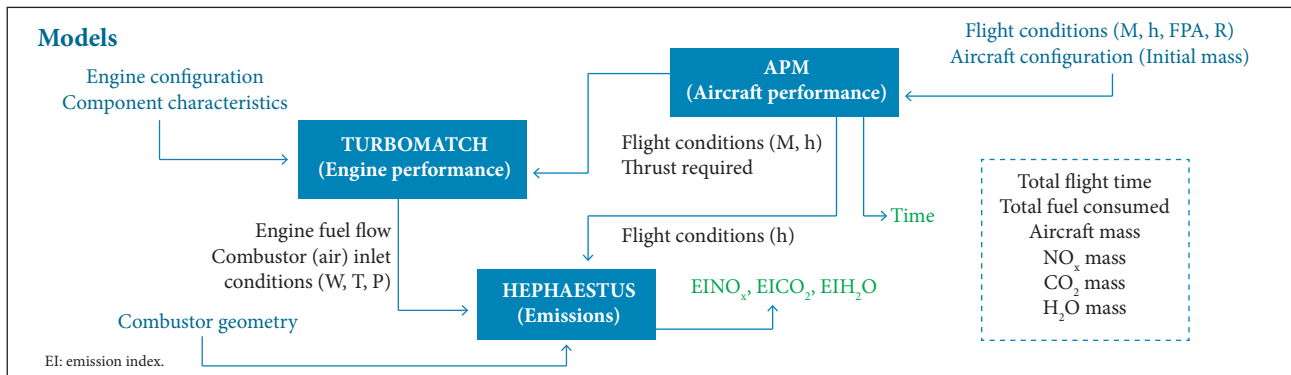 Models
Engine configuration
Component characteristics
TURBOMATCH
(Engine performance)
APM
(Aircraft performance)
Flight conditions (M, h, FPA, R)
Aircraft configuration (Initial mass)
Flight conditions (M, h)
Thrust required
Time
Engine fuel flow
Combustor (air) inlet
conditions (W, T, P)
Flight conditions (h)
HEPHAESTUS
(Emissions)
EINOₓ, EICO₂, EIH₂O
Combustor geometry
EI: emission index.
Total flight time
Total fuel consumed
Aircraft mass
NOₓ mass
CO₂ mass
H₂O mass